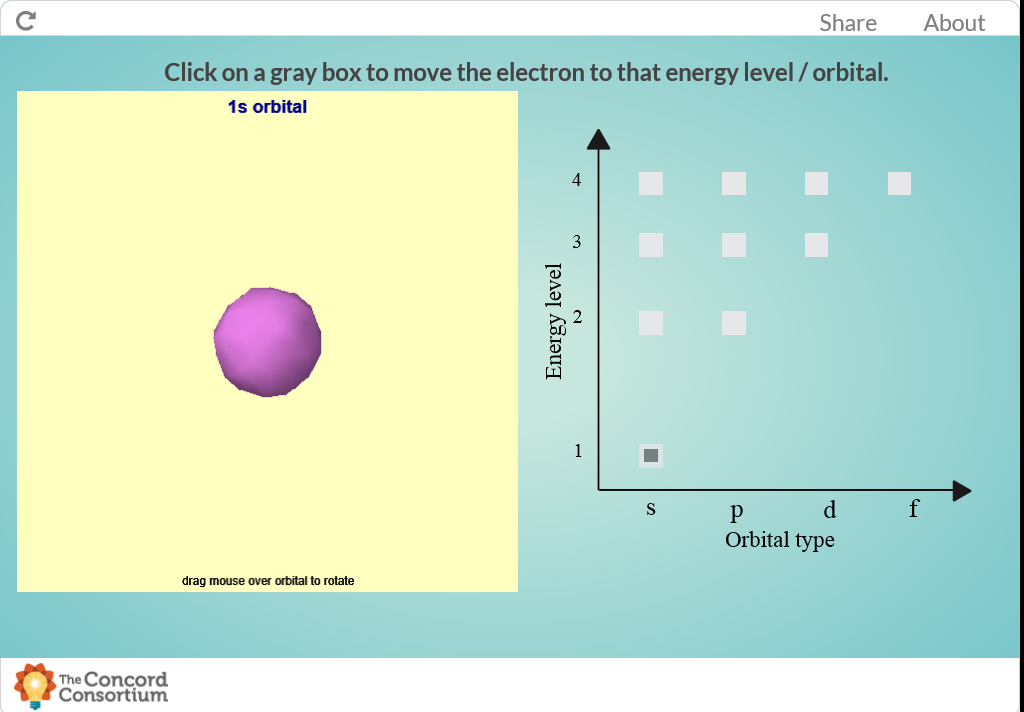 Share About
Click on a gray box to move the electron to that energy level / orbital.
1s orbital
4
3
2
1
Energy level
s p d f
Orbital type
drag mouse over orbital to rotate
The Concord
Consortium